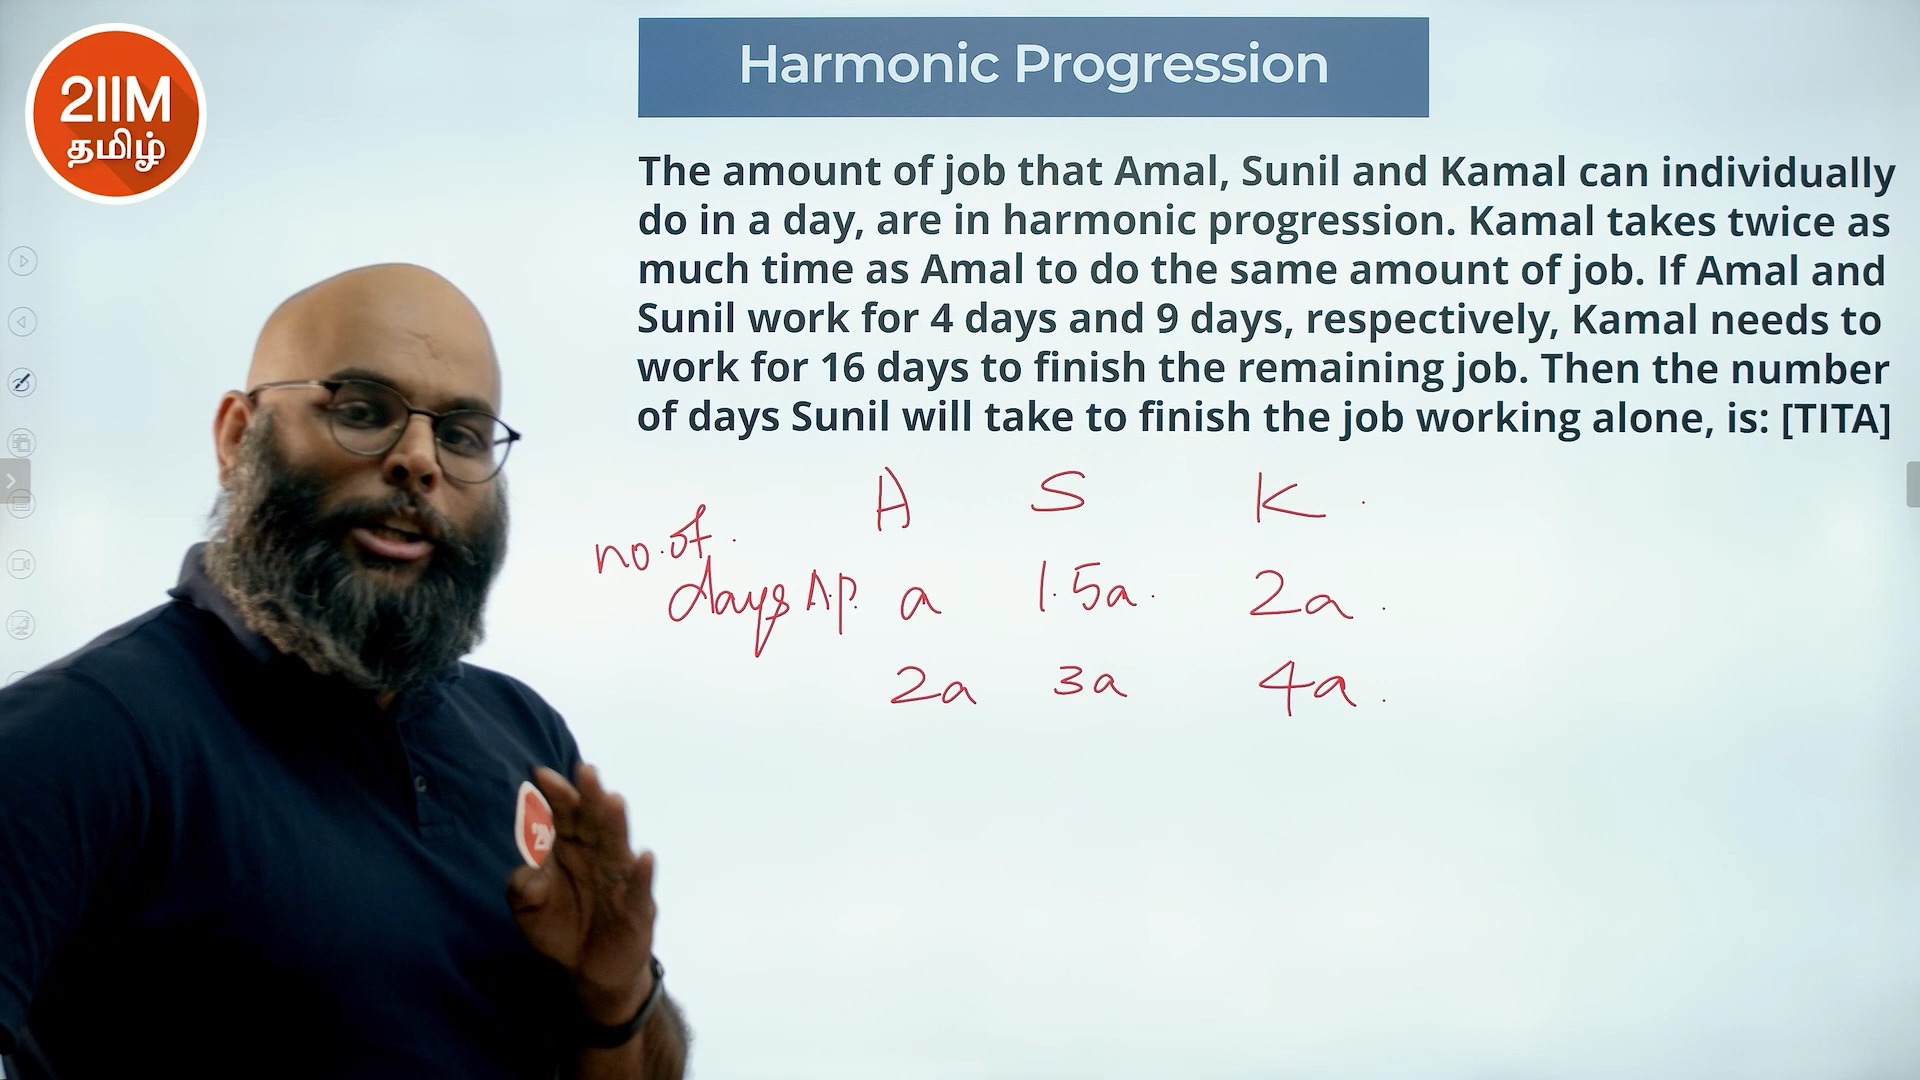 2IIM
தமிழ்
Harmonic Progression
The amount of job that Amal, Sunil and Kamal can individually
do in a day, are in harmonic progression. Kamal takes twice as
much time as Amal to do the same amount of job. If Amal and
Sunil work for 4 days and 9 days, respectively, Kamal needs to
work for 16 days to finish the remaining job. Then the number
of days Sunil will take to finish the job working alone, is: [TITA]
A S K
no. of
days A.P. a 1.5a 2a
2a 3a 4a